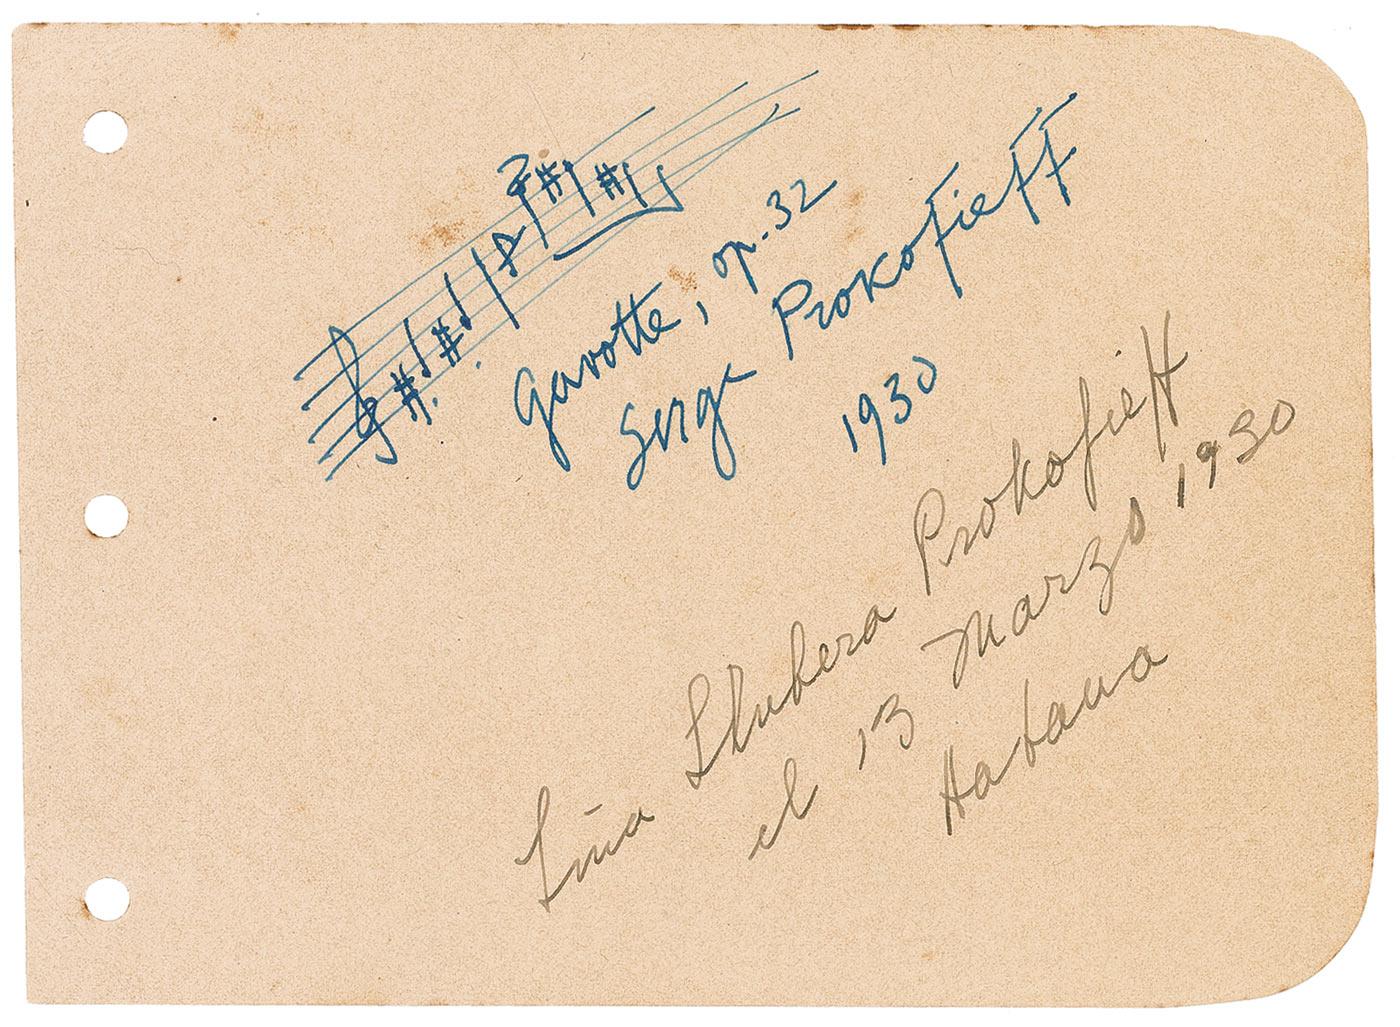 Gavotte, op. 32
Serge Prokofieff
1930
Lina Llubera Prokofieff
el 13 Marzo 1930
Habana